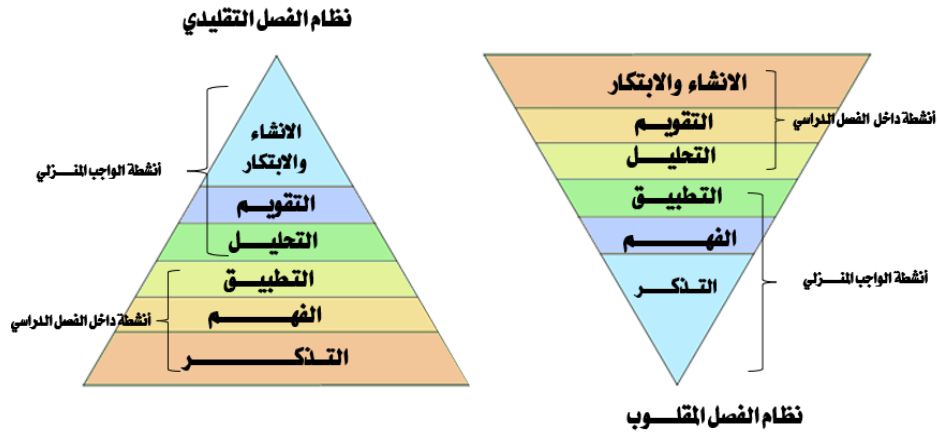 نظام الفصل التقليدي
الانشاء
والابتكار
التقويم
التحليل
التطبيق
الفهم
التذكر
أنشطة الواجب المنزلي
أنشطة داخل الفصل الدراسي
الانشاء والابتكار
التقويم
التحليل
التطبيق
الفهم
التذكر
أنشطة داخل الفصل الدراسي
أنشطة الواجب المنزلي
نظام الفصل المقلوب